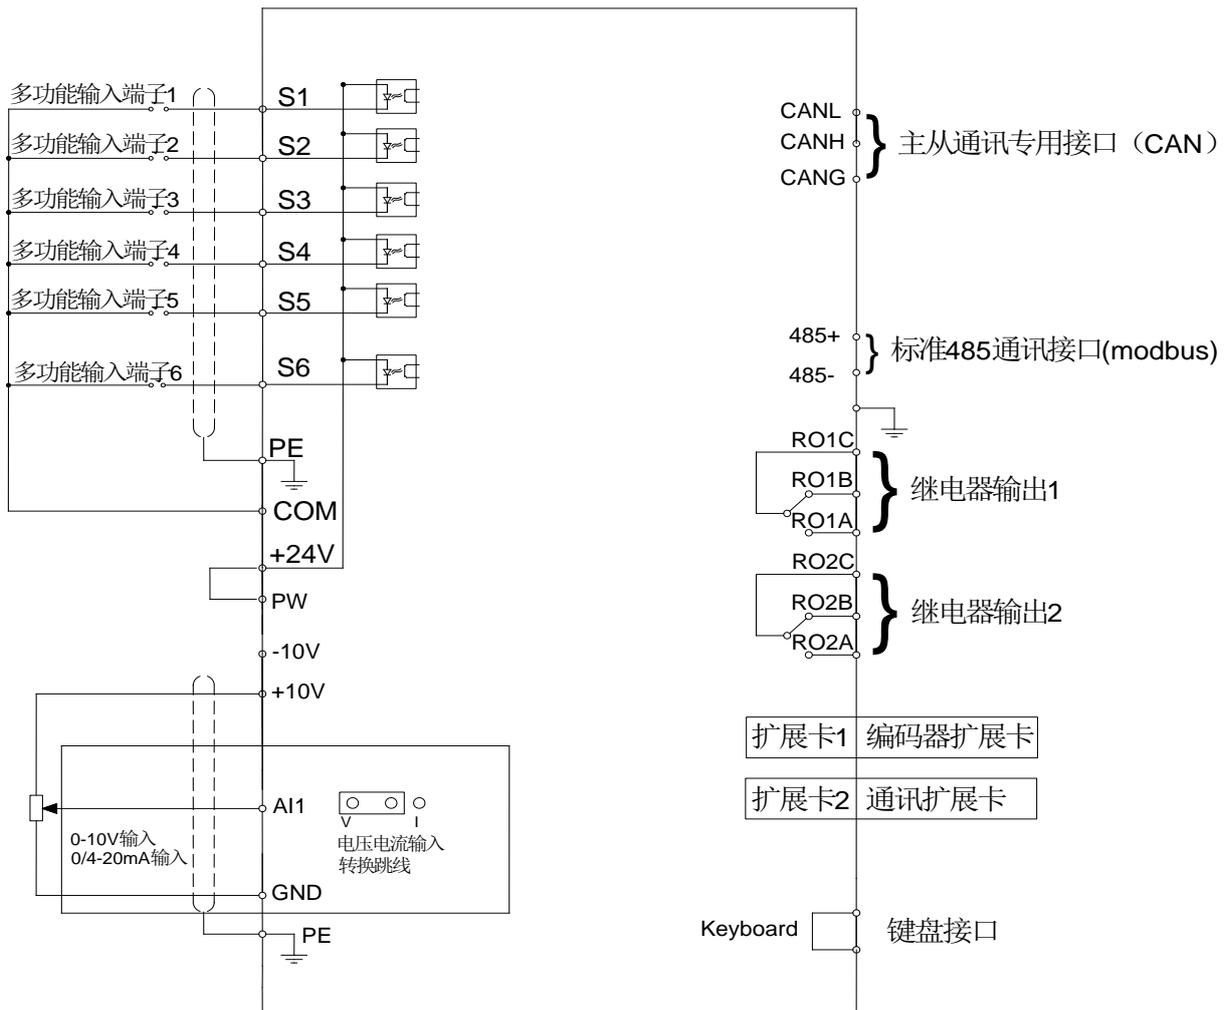 多功能输入端子1
S1
多功能输入端子2
S2
多功能输入端子3
S3
多功能输入端子4
S4
多功能输入端子5
S5
多功能输入端子6
S6
PE
COM
+24V
PW
-10V
+10V
AI1
V
I
电压电流输入
转换跳线
0-10V输入
0/4-20mA输入
GND
PE
CANL
CANH
CANG
主从通讯专用接口（CAN）
485+
485-
标准485通讯接口(modbus)
RO1C
RO1B
RO1A
继电器输出1
RO2C
RO2B
RO2A
继电器输出2
扩展卡1 编码器扩展卡
扩展卡2 通讯扩展卡
Keyboard 键盘接口